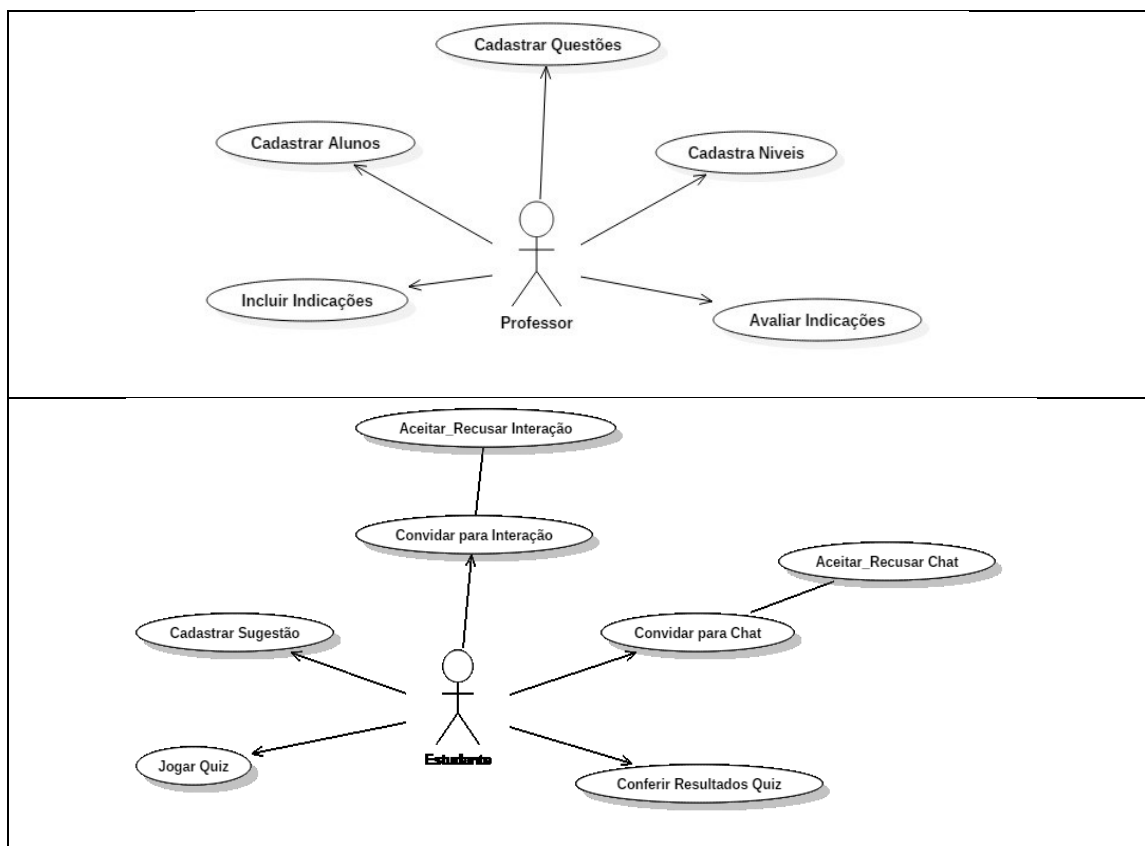 Cadastrar Questões
Cadastrar Alunos
Cadastra Niveis
Incluir Indicações
Avaliar Indicações
Professor
Aceitar_Recusar Interação
Convidar para Interação
Aceitar_Recusar Chat
Cadastrar Sugestão
Convidar para Chat
Estudante
Jogar Quiz
Conferir Resultados Quiz